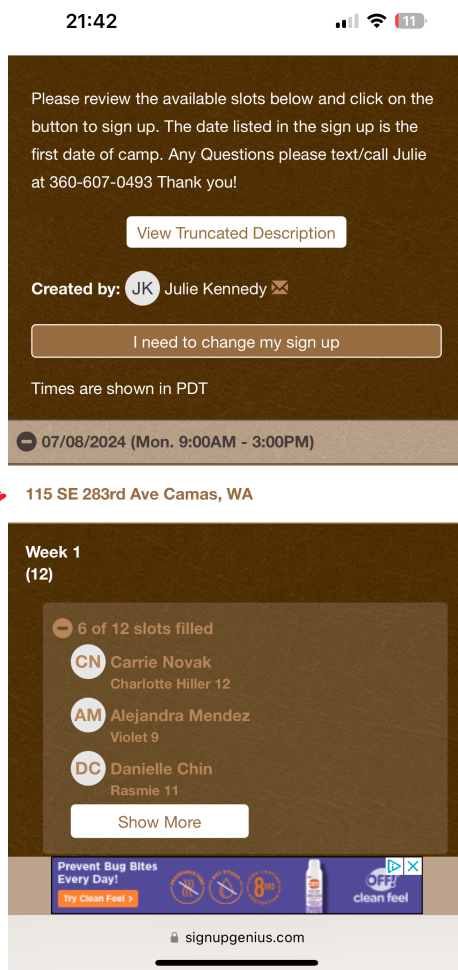 21:42
11
Please review the available slots below and click on the
button to sign up. The date listed in the sign up is the
first date of camp. Any Questions please text/call Julie
at 360-607-0493 Thank you!
View Truncated Description
Created by: JK Julie Kennedy
I need to change my sign up
Times are shown in PDT
07/08/2024 (Mon. 9:00AM - 3:00PM)
115 SE 283rd Ave Camas, WA
Week 1
(12)
6 of 12 slots filled
CN Carrie Novak
Charlotte Hiller 12
AM Alejandra Mendez
Violet 9
DC Danielle Chin
Rasmie 11
Show More
Prevent Bug Bites
Every Day!
Try Clean Feel >
8HRS
OFF!
clean feel
signupgenius.com